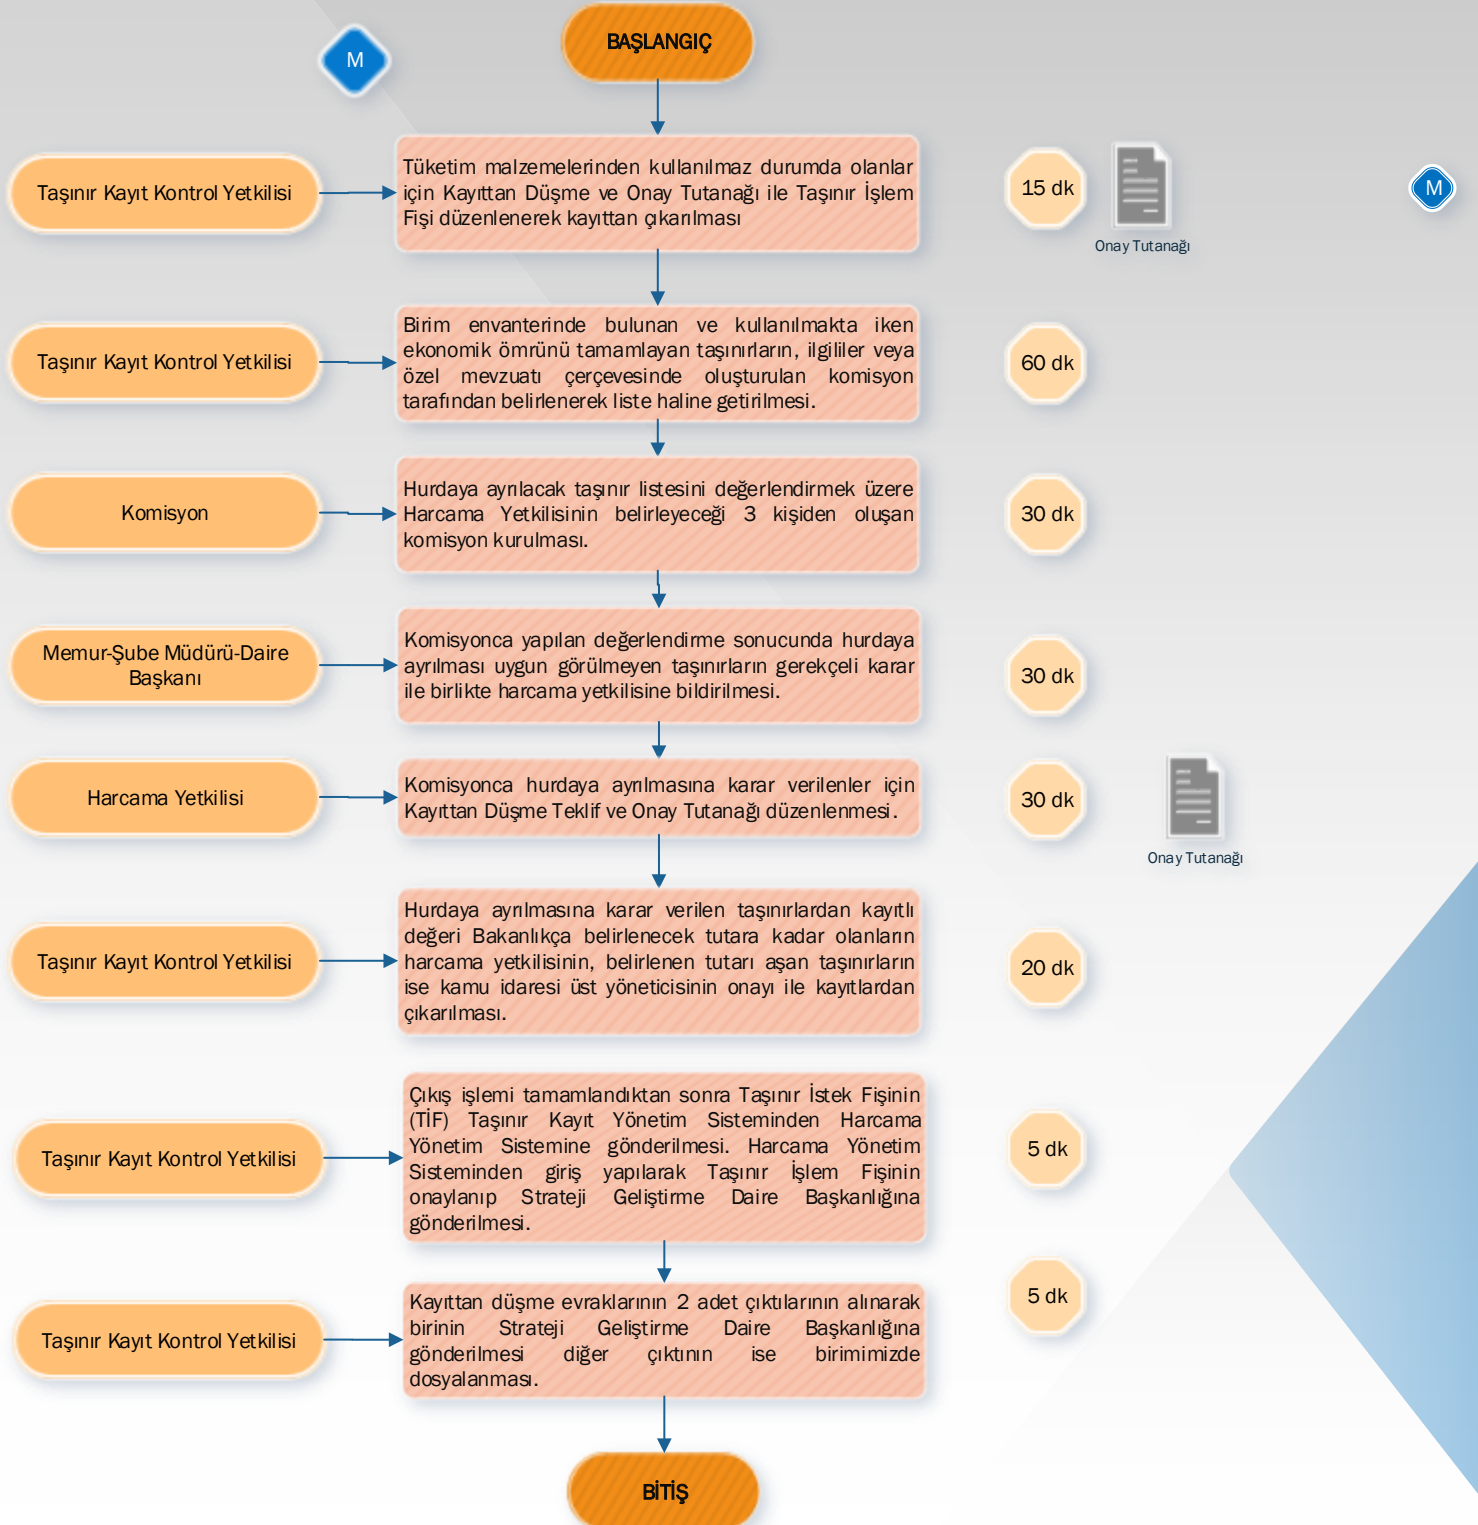 M
BAŞLANGIÇ
Taşınır Kayıt Kontrol Yetkilisi
Tüketim malzemelerinden kullanılmaz durumda olanlar
için Kayıttan Düşme ve Onay Tutanağı ile Taşınır İşlem
Fişi düzenlenerek kayıttan çıkarılması
15 dk
Onay Tutanağı
M
Taşınır Kayıt Kontrol Yetkilisi
Birim envanterinde bulunan ve kullanılmakta iken
ekonomik ömrünü tamamlayan taşınırların, ilgililer veya
özel mevzuatı çerçevesinde oluşturulan komisyon
tarafından belirlenerek liste haline getirilmesi.
60 dk
Komisyon
Hurdaya ayrılacak taşınır listesini değerlendirmek üzere
Harcama Yetkilisinin belirleyeceği 3 kişiden oluşan
komisyon kurulması.
30 dk
Memur-Şube Müdürü-Daire
Başkanı
Komisyonca yapılan değerlendirme sonucunda hurdaya
ayrılması uygun görülmeyen taşınırların gerekçeli karar
ile birlikte harcama yetkilisine bildirilmesi.
30 dk
Harcama Yetkilisi
Komisyonca hurdaya ayrılmasına karar verilenler için
Kayıttan Düşme Teklif ve Onay Tutanağı düzenlenmesi.
30 dk
Onay Tutanağı
Taşınır Kayıt Kontrol Yetkilisi
Hurdaya ayrılmasına karar verilen taşınırlardan kayıtlı
değeri Bakanlıkça belirlenecek tutara kadar olanların
harcama yetkilisinin, belirlenen tutarı aşan taşınırların
ise kamu idaresi üst yöneticisinin onayı ile kayıtlardan
çıkarılması.
20 dk
Taşınır Kayıt Kontrol Yetkilisi
Çıkış işlemi tamamlandıktan sonra Taşınır İstek Fişinin
(TİF) Taşınır Kayıt Yönetim Sisteminden Harcama
Yönetim Sistemine gönderilmesi. Harcama Yönetim
Sisteminden giriş yapılarak Taşınır İşlem Fişinin
onaylanıp Strateji Geliştirme Daire Başkanlığına
gönderilmesi.
5 dk
Taşınır Kayıt Kontrol Yetkilisi
Kayıttan düşme evraklarının 2 adet çıktılarının alınarak
birinin Strateji Geliştirme Daire Başkanlığına
gönderilmesi diğer çıktının ise birimimizde
dosyalanması.
5 dk
BİTİŞ